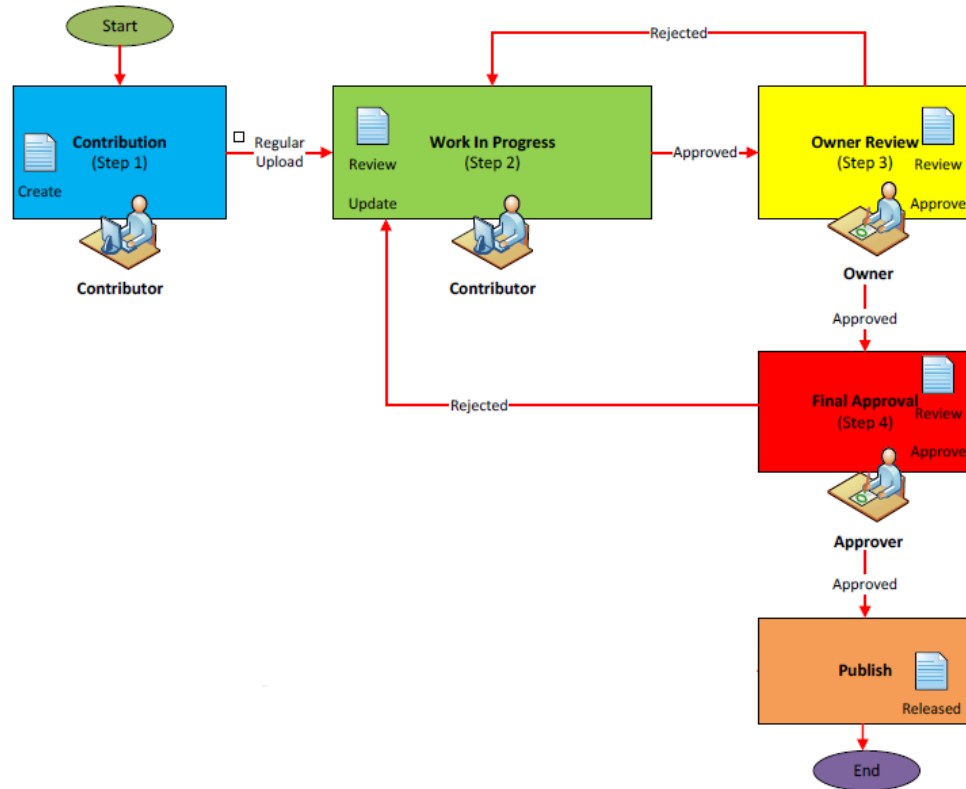 Start
Rejected
Contribution
(Step 1)
Create
Regular
Upload
Work In Progress
(Step 2)
Review
Update
Approved
Owner Review
(Step 3)
Review
Approve
Contributor
Contributor
Owner
Approved
Rejected
Final Approval
(Step 4)
Review
Approve
Approver
Approved
Publish
Released
End